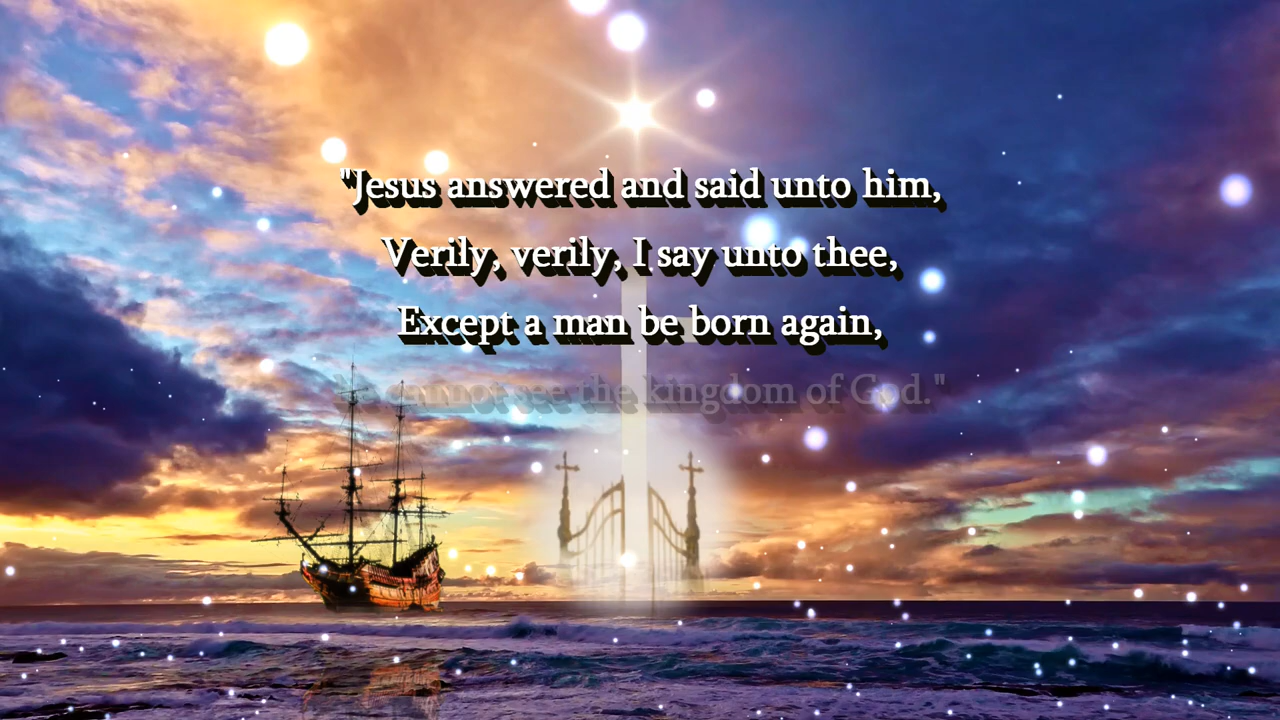 "Jesus answered and said unto him,
Verily, verily, I say unto thee,
Except a man be born again,
he cannot see the kingdom of God."